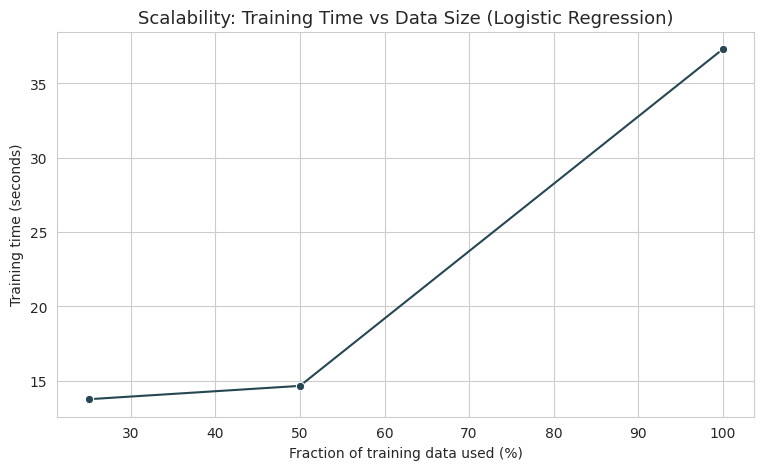 Scalability: Training Time vs Data Size (Logistic Regression)
Training time (seconds)
35
30
25
20
15
30 40 50 60 70 80 90 100
Fraction of training data used (%)